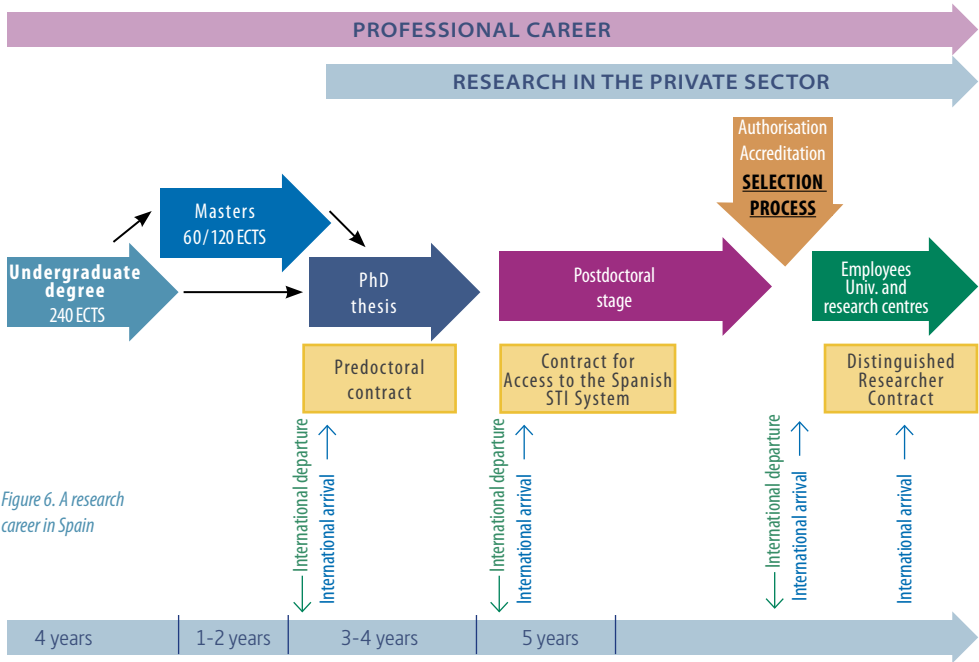 PROFESSIONAL CAREER
RESEARCH IN THE PRIVATE SECTOR
Authorisation
Accreditation
SELECTION
PROCESS
Masters
60/120 ECTS
Undergraduate
degree
240 ECTS
PhD
thesis
Postdoctoral
stage
Employees
Univ. and
research centres
Predoctoral
contract
Contract for
Access to the Spanish
STI System
Distinguished
Researcher
Contract
International departure
International arrival
International departure
International arrival
International departure
International arrival
International arrival
Figure 6. A research
career in Spain
4 years
1-2 years
3-4 years
5 years